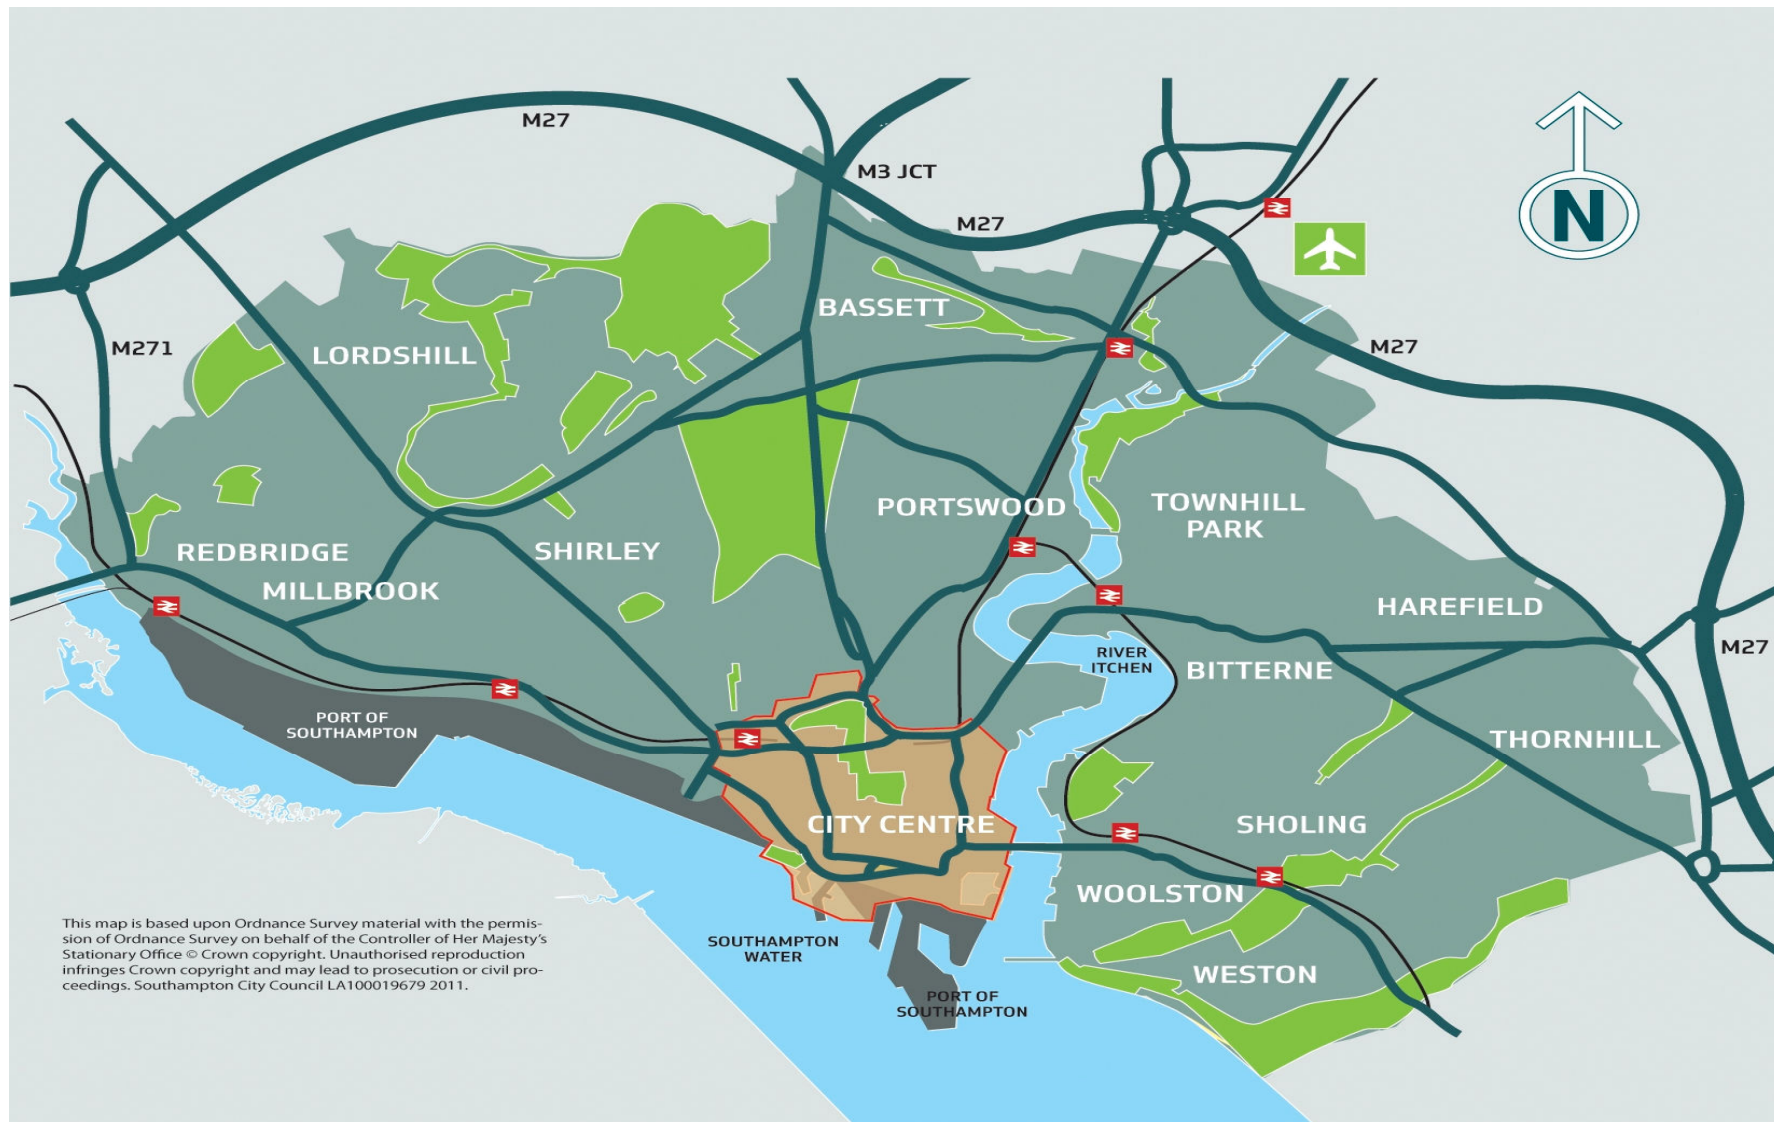 M27
M3 JCT
M27
N
BASSETT
M271
LORDSHILL
M27
PORTSWOOD
TOWNHILL
PARK
REDBRIDGE
SHIRLEY
MILLBROOK
HAREFIELD
RIVER
ITCHEN
BITTERNE
M27
PORT OF
SOUTHAMPTON
THORNHILL
CITY CENTRE
SHOLING
WOOLSTON
SOUTHAMPTON
WATER
WESTON
PORT OF
SOUTHAMPTON
This map is based upon Ordnance Survey material with the permis-
sion of Ordnance Survey on behalf of the Controller of Her Majesty's
Stationary Office © Crown copyright. Unauthorised reproduction
infringes Crown copyright and may lead to prosecution or civil pro-
ceedings. Southampton City Council LA100019679 2011.